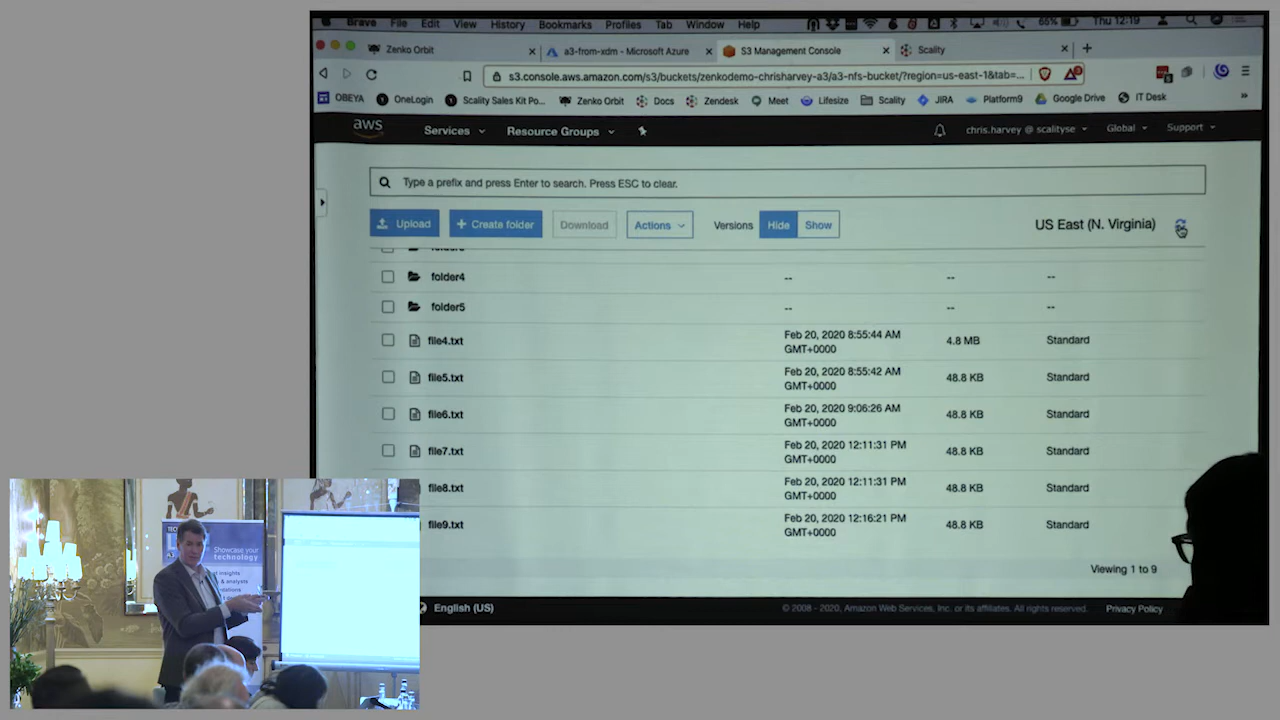 Brave File Edit View History Bookmarks Profiles Tab Window Help 65% Thu 12:19
Zenko Orbit a3-from-xdm - Microsoft Azure S3 Management Console Scality
s3.console.aws.amazon.com/s3/buckets/zenkodemo-chrisharvey-a3/a3-nfs-bucket/?region=us-east-1&tab=...
OBEYA OneLogin Scality Sales Kit Po... Zenko Orbit Docs Zendesk Meet Lifesize Scality JIRA Platform9 Google Drive IT Desk »
aws Services Resource Groups chris.harvey @ scalityse Global Support
Type a prefix and press Enter to search. Press ESC to clear.
Upload + Create folder Download Actions Versions Hide Show US East (N. Virginia)
folder4 -- -- --
folder5 -- -- --
file4.txt Feb 20, 2020 8:55:44 AM GMT+0000 4.8 MB Standard
file5.txt Feb 20, 2020 8:55:42 AM GMT+0000 48.8 KB Standard
file6.txt Feb 20, 2020 9:06:26 AM GMT+0000 48.8 KB Standard
file7.txt Feb 20, 2020 12:11:31 PM GMT+0000 48.8 KB Standard
file8.txt Feb 20, 2020 12:11:31 PM GMT+0000 48.8 KB Standard
file9.txt Feb 20, 2020 12:16:21 PM GMT+0000 48.8 KB Standard
Viewing 1 to 9
English (US) © 2008 - 2020, Amazon Web Services, Inc. or its affiliates. All rights reserved. Privacy Policy
Showcase your
technology
insights
& analysts